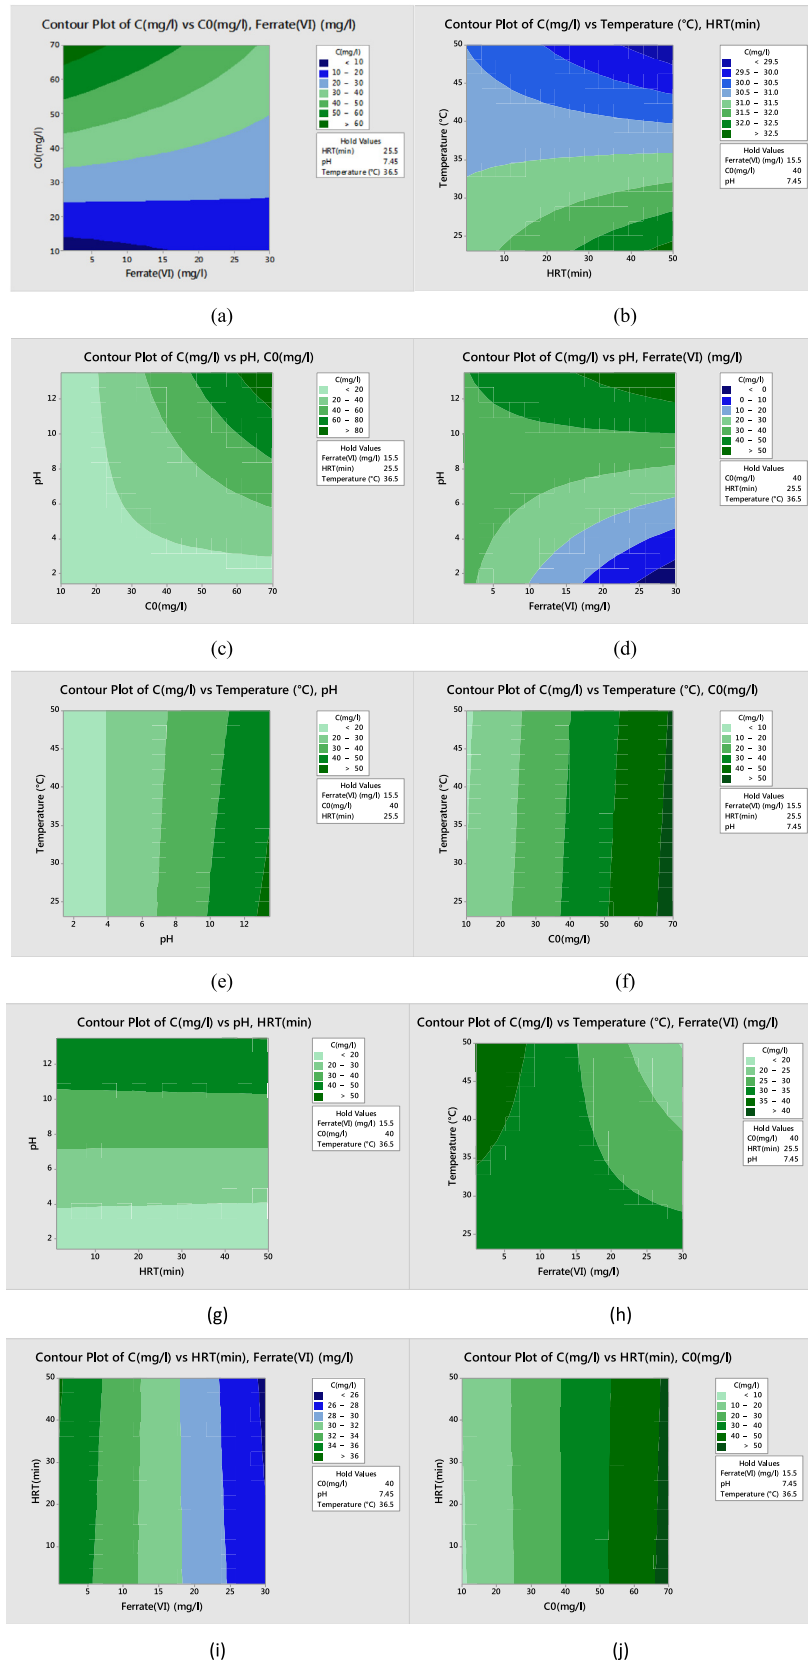 Contour Plot of C(mg/l) vs C0(mg/l), Ferrate(VI) (mg/l)
C(mg/l)
< 10
10 – 20
20 – 30
30 – 40
40 – 50
50 – 60
> 60
Hold Values
HRT(min) 25.5
pH 7.45
Temperature (°C) 36.5
C0(mg/l)
70
60
50
40
30
20
10
5 10 15 20 25 30
Ferrate(VI) (mg/l)
(a)
Contour Plot of C(mg/l) vs Temperature (°C), HRT(min)
C(mg/l)
< 29.5
29.5 – 30.0
30.0 – 30.5
30.5 – 31.0
31.0 – 31.5
31.5 – 32.0
32.0 – 32.5
> 32.5
Hold Values
Ferrate(VI) (mg/l) 15.5
C0(mg/l) 40
pH 7.45
Temperature (°C)
50
45
40
35
30
25
10 20 30 40 50
HRT(min)
(b)
Contour Plot of C(mg/l) vs pH, C0(mg/l)
C(mg/l)
< 20
20 – 40
40 – 60
60 – 80
> 80
Hold Values
Ferrate(VI) (mg/l) 15.5
HRT(min) 25.5
Temperature (°C) 36.5
pH
12
10
8
6
4
2
10 20 30 40 50 60 70
C0(mg/l)
(c)
Contour Plot of C(mg/l) vs pH, Ferrate(VI) (mg/l)
C(mg/l)
< 0
0 – 10
10 – 20
20 – 30
30 – 40
40 – 50
> 50
Hold Values
C0(mg/l) 40
HRT(min) 25.5
Temperature (°C) 36.5
pH
12
10
8
6
4
2
5 10 15 20 25 30
Ferrate(VI) (mg/l)
(d)
Contour Plot of C(mg/l) vs Temperature (°C), pH
C(mg/l)
< 20
20 – 30
30 – 40
40 – 50
> 50
Hold Values
Ferrate(VI) (mg/l) 15.5
C0(mg/l) 40
HRT(min) 25.5
Temperature (°C)
50
45
40
35
30
25
2 4 6 8 10 12
pH
(e)
Contour Plot of C(mg/l) vs Temperature (°C), C0(mg/l)
C(mg/l)
< 10
10 – 20
20 – 30
30 – 40
40 – 50
> 50
Hold Values
Ferrate(VI) (mg/l) 15.5
HRT(min) 25.5
pH 7.45
Temperature (°C)
50
45
40
35
30
25
10 20 30 40 50 60 70
C0(mg/l)
(f)
Contour Plot of C(mg/l) vs pH, HRT(min)
C(mg/l)
< 20
20 – 30
30 – 40
40 – 50
> 50
Hold Values
Ferrate(VI) (mg/l) 15.5
C0(mg/l) 40
Temperature (°C) 36.5
pH
12
10
8
6
4
2
10 20 30 40 50
HRT(min)
(g)
Contour Plot of C(mg/l) vs Temperature (°C), Ferrate(VI) (mg/l)
C(mg/l)
< 20
20 – 25
25 – 30
30 – 35
35 – 40
> 40
Hold Values
C0(mg/l) 40
HRT(min) 25.5
pH 7.45
Temperature (°C)
50
45
40
35
30
25
5 10 15 20 25 30
Ferrate(VI) (mg/l)
(h)
Contour Plot of C(mg/l) vs HRT(min), Ferrate(VI) (mg/l)
C(mg/l)
< 26
26 – 28
28 – 30
30 – 32
32 – 34
34 – 36
> 36
Hold Values
C0(mg/l) 40
pH 7.45
Temperature (°C) 36.5
HRT(min)
50
40
30
20
10
5 10 15 20 25 30
Ferrate(VI) (mg/l)
(i)
Contour Plot of C(mg/l) vs HRT(min), C0(mg/l)
C(mg/l)
< 10
10 – 20
20 – 30
30 – 40
40 – 50
> 50
Hold Values
Ferrate(VI) (mg/l) 15.5
pH 7.45
Temperature (°C) 36.5
HRT(min)
50
40
30
20
10
10 20 30 40 50 60 70
C0(mg/l)
(j)